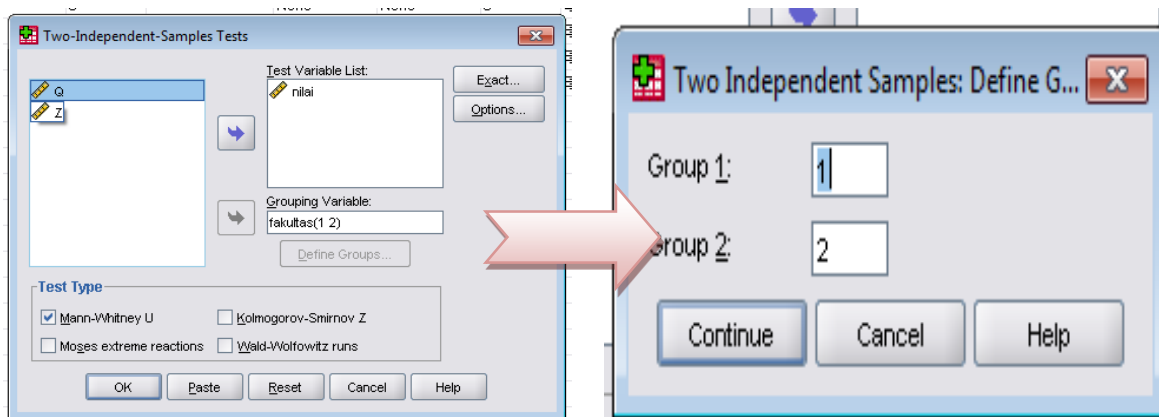 Two-Independent-Samples Tests
Q
Z
Test Variable List:
nilai
Exact...
Options...
Grouping Variable:
fakultas(1 2)
Define Groups...
Test Type
Mann-Whitney U
Kolmogorov-Smirnov Z
Moses extreme reactions
Wald-Wolfowitz runs
OK Paste Reset Cancel Help
Two Independent Samples: Define G...
Group 1: 1
Group 2: 2
Continue Cancel Help